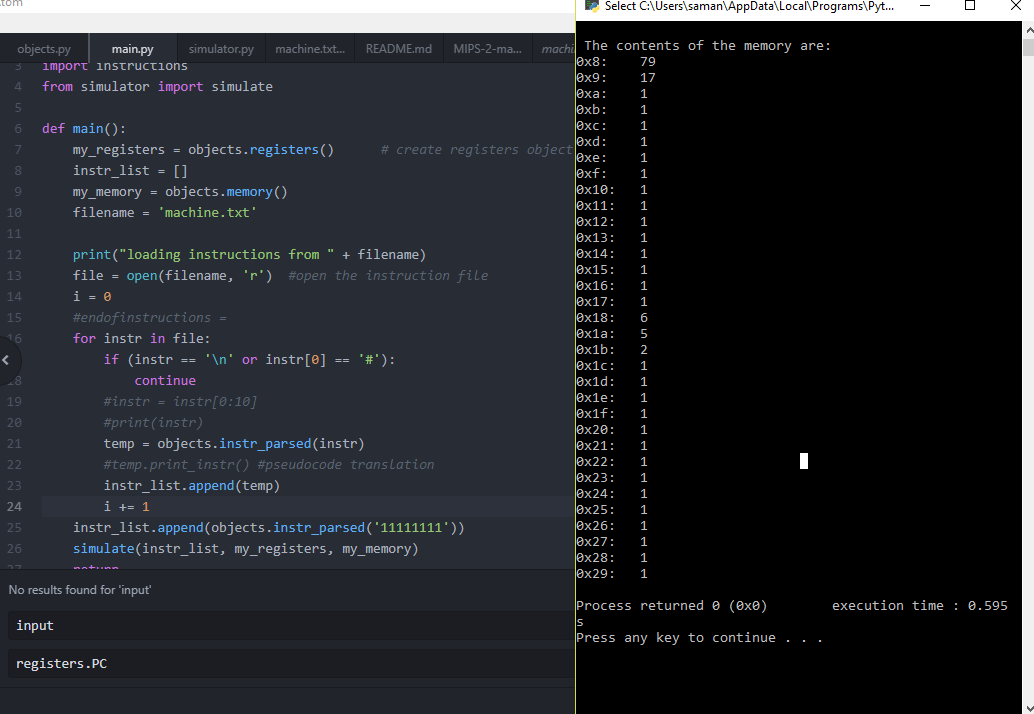 .tom
objects.py
main.py
simulator.py
machine.txt...
README.md
MIPS-2-ma...
machi
3 import instructions
4 from simulator import simulate
5
6 def main():
7 my_registers = objects.registers() # create registers object
8 instr_list = []
9 my_memory = objects.memory()
10 filename = 'machine.txt'
11
12 print("loading instructions from " + filename)
13 file = open(filename, 'r') #open the instruction file
14 i = 0
15 #endofinstructions =
16 for instr in file:
if (instr == '\n' or instr[0] == '#'):
18 continue
19 #instr = instr[0:10]
20 #print(instr)
21 temp = objects.instr_parsed(instr)
22 #temp.print_instr() #pseudocode translation
23 instr_list.append(temp)
24 i += 1
25 instr_list.append(objects.instr_parsed('11111111'))
26 simulate(instr_list, my_registers, my_memory)
27 return
No results found for 'input'
input
registers.PC
Select C:\Users\saman\AppData\Local\Programs\Pyt...
The contents of the memory are:
0x8: 79
0x9: 17
0xa: 1
0xb: 1
0xc: 1
0xd: 1
0xe: 1
0xf: 1
0x10: 1
0x11: 1
0x12: 1
0x13: 1
0x14: 1
0x15: 1
0x16: 1
0x17: 1
0x18: 6
0x1a: 5
0x1b: 2
0x1c: 1
0x1d: 1
0x1e: 1
0x1f: 1
0x20: 1
0x21: 1
0x22: 1
0x23: 1
0x24: 1
0x25: 1
0x26: 1
0x27: 1
0x28: 1
0x29: 1
Process returned 0 (0x0) execution time : 0.595
s
Press any key to continue . . .